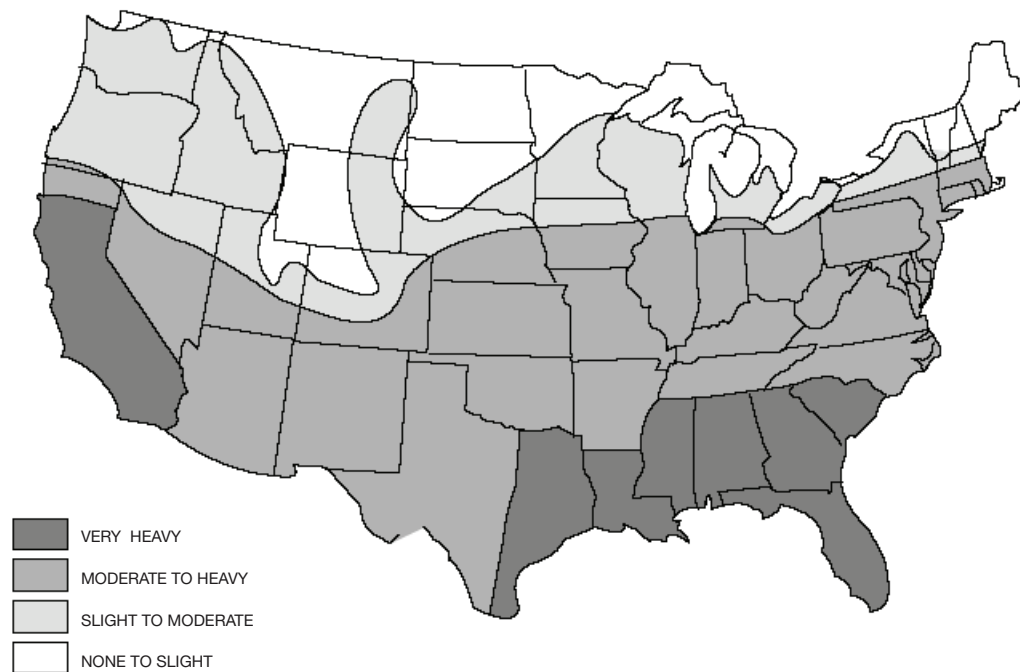 VERY HEAVY
MODERATE TO HEAVY
SLIGHT TO MODERATE
NONE TO SLIGHT